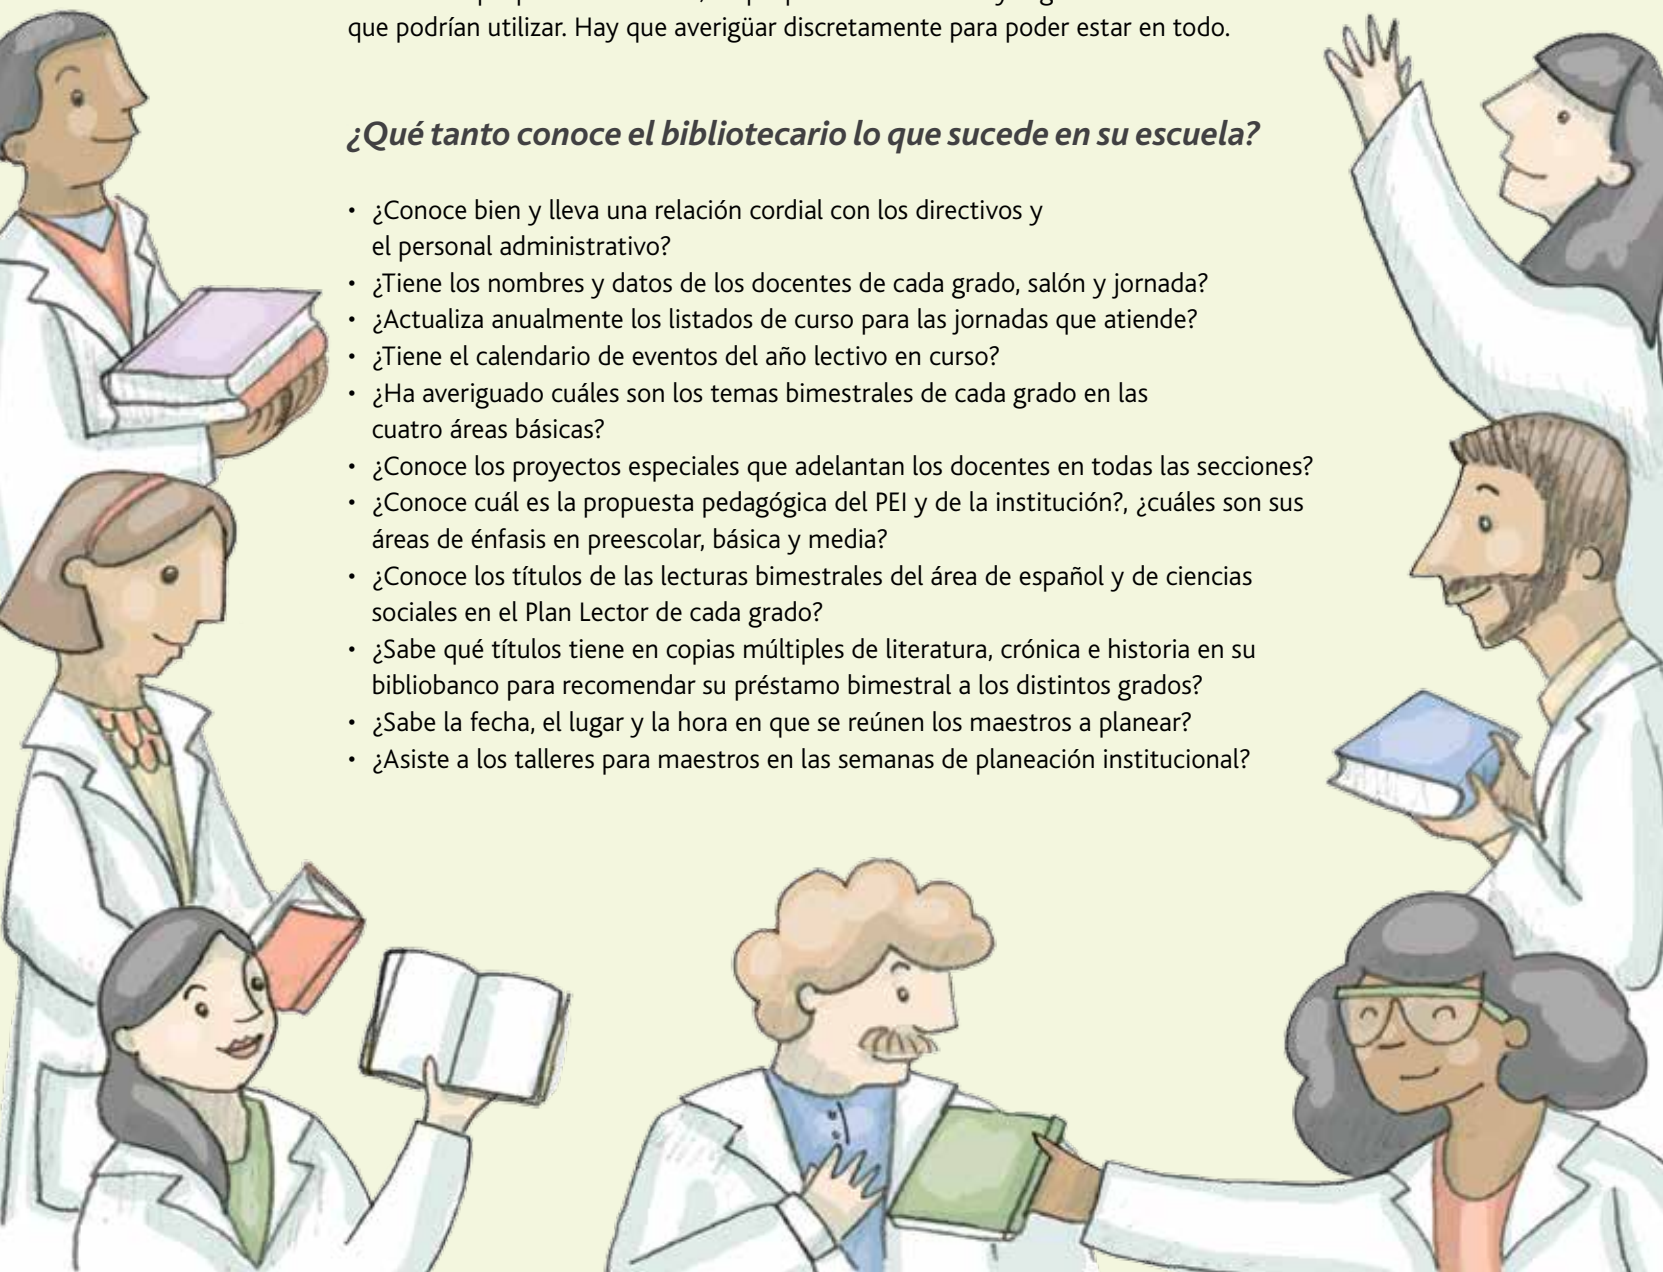 que podrían utilizar. Hay que averigüar discretamente para poder estar en todo.
¿Qué tanto conoce el bibliotecario lo que sucede en su escuela?
• ¿Conoce bien y lleva una relación cordial con los directivos y
el personal administrativo?
• ¿Tiene los nombres y datos de los docentes de cada grado, salón y jornada?
• ¿Actualiza anualmente los listados de curso para las jornadas que atiende?
• ¿Tiene el calendario de eventos del año lectivo en curso?
• ¿Ha averiguado cuáles son los temas bimestrales de cada grado en las
cuatro áreas básicas?
• ¿Conoce los proyectos especiales que adelantan los docentes en todas las secciones?
• ¿Conoce cuál es la propuesta pedagógica del PEI y de la institución?, ¿cuáles son sus
áreas de énfasis en preescolar, básica y media?
• ¿Conoce los títulos de las lecturas bimestrales del área de español y de ciencias
sociales en el Plan Lector de cada grado?
• ¿Sabe qué títulos tiene en copias múltiples de literatura, crónica e historia en su
bibliobanco para recomendar su préstamo bimestral a los distintos grados?
• ¿Sabe la fecha, el lugar y la hora en que se reúnen los maestros a planear?
• ¿Asiste a los talleres para maestros en las semanas de planeación institucional?